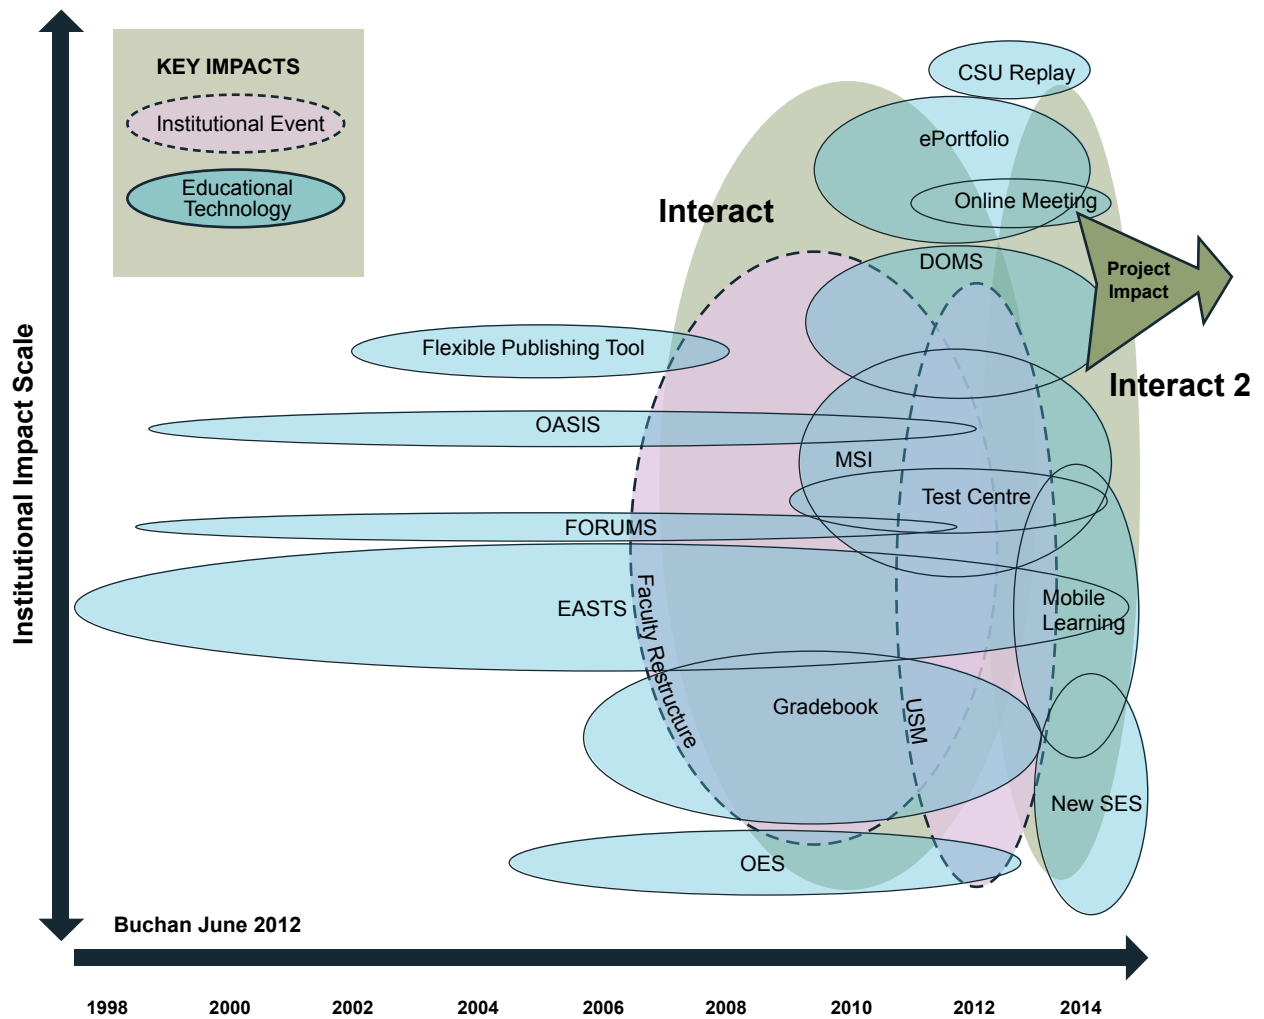 KEY IMPACTS
Institutional Event
Educational
Technology
CSU Replay
ePortfolio
Online Meeting
Interact
DOMS
Project
Impact
Interact 2
Flexible Publishing Tool
OASIS
MSI
Test Centre
FORUMS
EASTS
Mobile
Learning
Faculty Restructure
Gradebook
USM
New SES
OES
Institutional Impact Scale
Buchan June 2012
1998 2000 2002 2004 2006 2008 2010 2012 2014